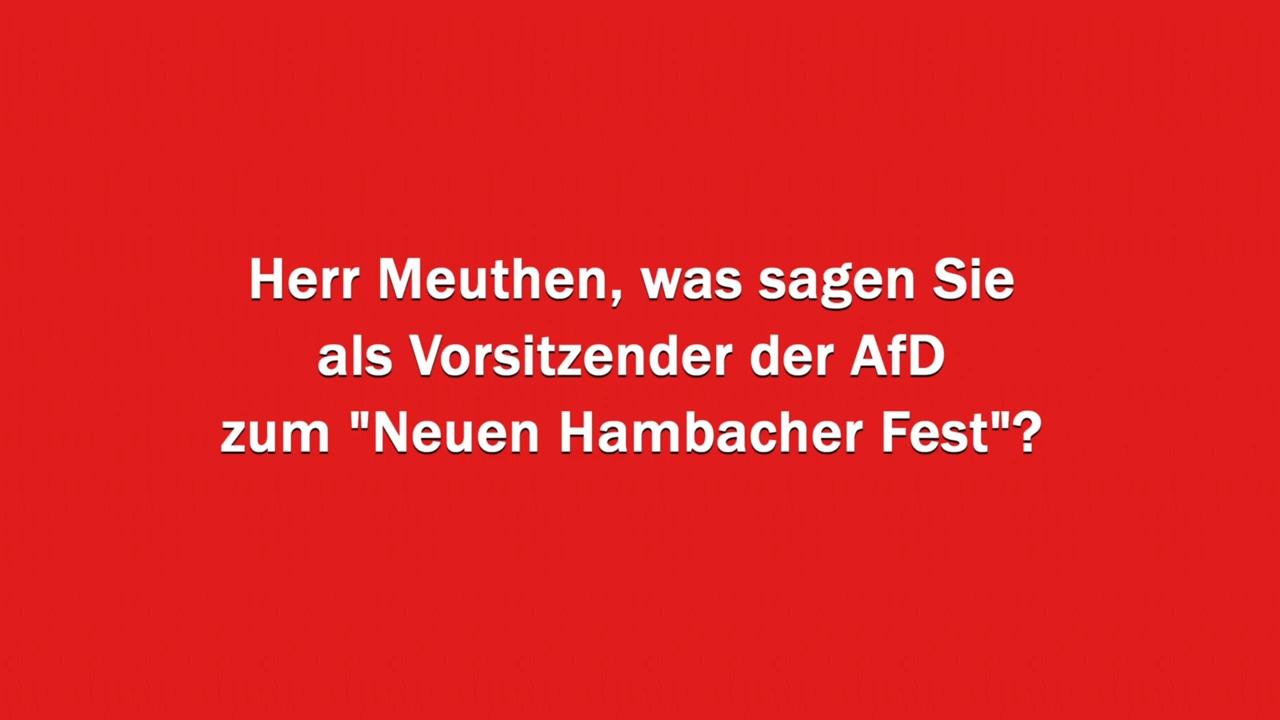 Herr Meuthen, was sagen Sie
als Vorsitzender der AfD
zum "Neuen Hambacher Fest"?